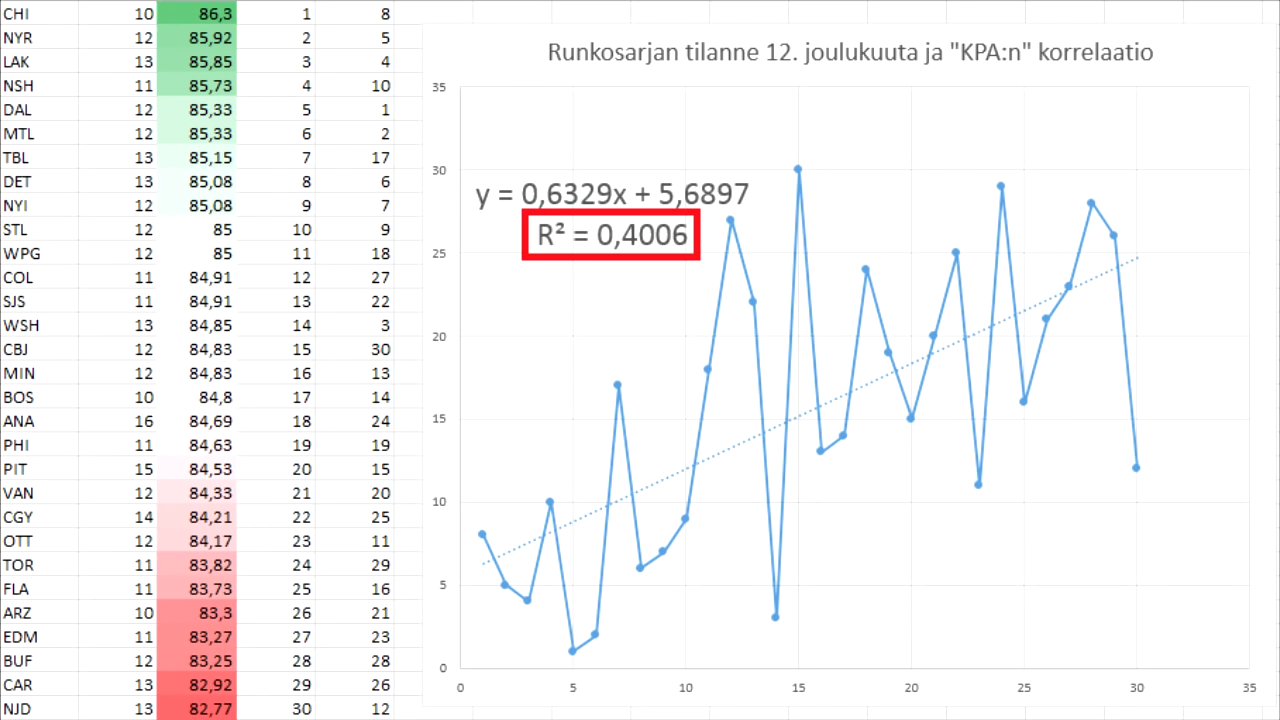 CHI 10 86,3 1 8
NYR 12 85,92 2 5
LAK 13 85,85 3 4
NSH 11 85,73 4 10
DAL 12 85,33 5 1
MTL 12 85,33 6 2
TBL 13 85,15 7 17
DET 13 85,08 8 6
NYI 12 85,08 9 7
STL 12 85 10 9
WPG 12 85 11 18
COL 11 84,91 12 27
SJS 11 84,91 13 22
WSH 13 84,85 14 3
CBJ 12 84,83 15 30
MIN 12 84,83 16 13
BOS 10 84,8 17 14
ANA 16 84,69 18 24
PHI 11 84,63 19 19
PIT 15 84,53 20 15
VAN 12 84,33 21 20
CGY 14 84,21 22 25
OTT 12 84,17 23 11
TOR 11 83,82 24 29
FLA 11 83,73 25 16
ARZ 10 83,3 26 21
EDM 11 83,27 27 23
BUF 12 83,25 28 28
CAR 13 82,92 29 26
NJD 13 82,77 30 12
Runkosarjan tilanne 12. joulukuuta ja "KPA:n" korrelaatio
35
30
25
20
15
10
5
0
y = 0,6329x + 5,6897
R² = 0,4006
0 5 10 15 20 25 30 35